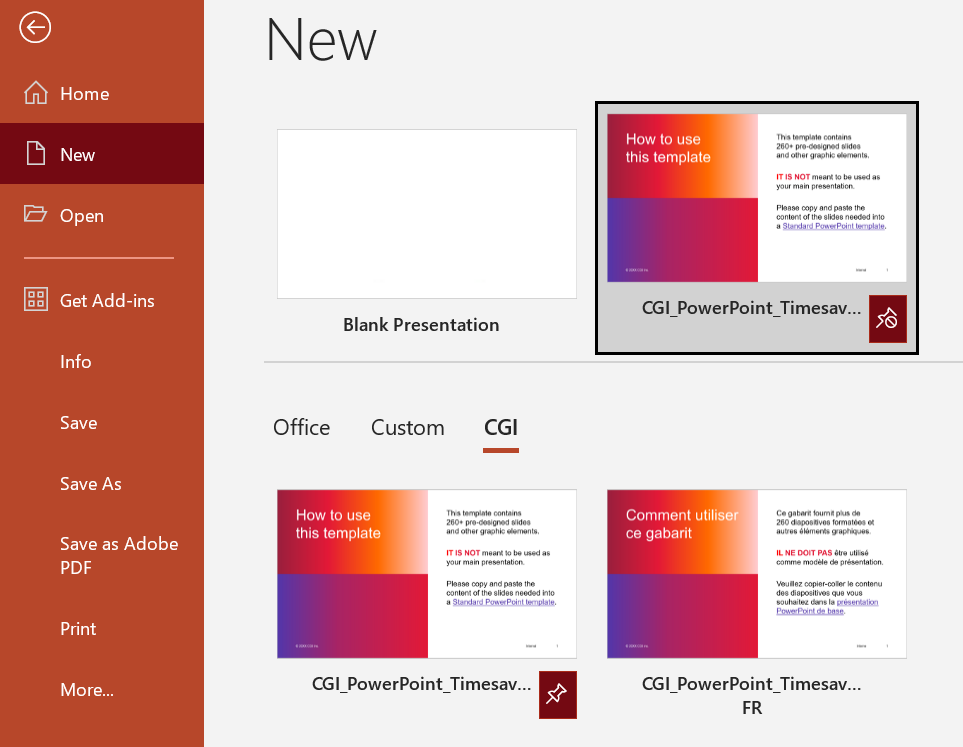 New
Home
New
Open
Get Add-ins
Info
Save
Save As
Save as Adobe
PDF
Print
More...
How to use
this template
This template contains
260+ pre-designed slides
and other graphic elements.
IT IS NOT meant to be used as
your main presentation.
Please copy and paste the
content of the slides needed into
a Standard PowerPoint template.
Internal
1
Blank Presentation
CGI_PowerPoint_Timesav...
Office
Custom
CGI
How to use
this template
This template contains
260+ pre-designed slides
and other graphic elements.
IT IS NOT meant to be used as
your main presentation.
Please copy and paste the
content of the slides needed into
a Standard PowerPoint template.
Internal
1
Comment utiliser
ce gabarit
Ce gabarit fournit plus de
260 diapositives formatées et
autres éléments graphiques.
IL NE DOIT PAS être utilisé
comme modèle de présentation.
Veuillez copier-coller le contenu
des diapositives que vous
souhaitez dans la présentation
PowerPoint de base.
1
CGI_PowerPoint_Timesav...
CGI_PowerPoint_Timesav...
FR